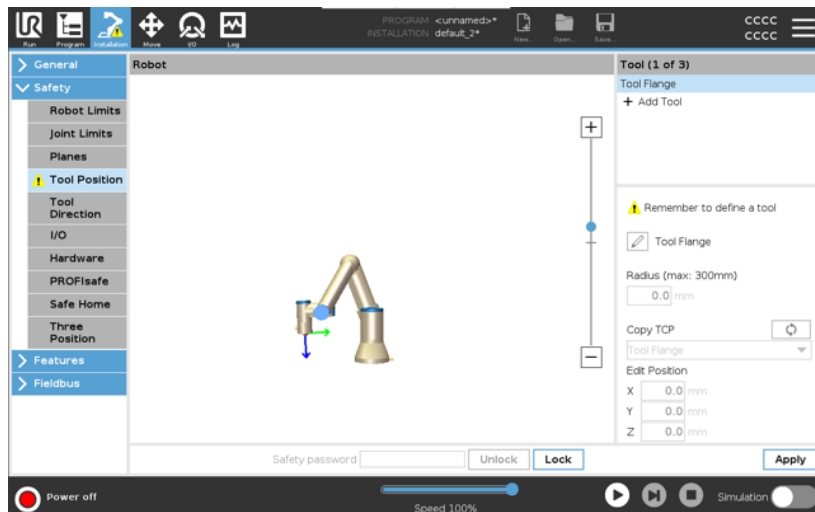 UR
PROGRAM <unnamed>*
INSTALLATION default_2*
CCCC
CCCC
Run
Program
Installation
Move
I/O
Log
New...
Open...
Save...
General
Safety
Robot Limits
Joint Limits
Planes
Tool Position
Tool
Direction
I/O
Hardware
PROFIsafe
Safe Home
Three
Position
Features
Fieldbus
Robot
+
−
Safety password
Unlock
Lock
Tool (1 of 3)
Tool Flange
+ Add Tool
Remember to define a tool
Tool Flange
Radius (max: 300mm)
0.0 mm
Copy TCP
Tool Flange
Edit Position
X 0.0 mm
Y 0.0 mm
Z 0.0 mm
Apply
Power off
Speed 100%
Simulation